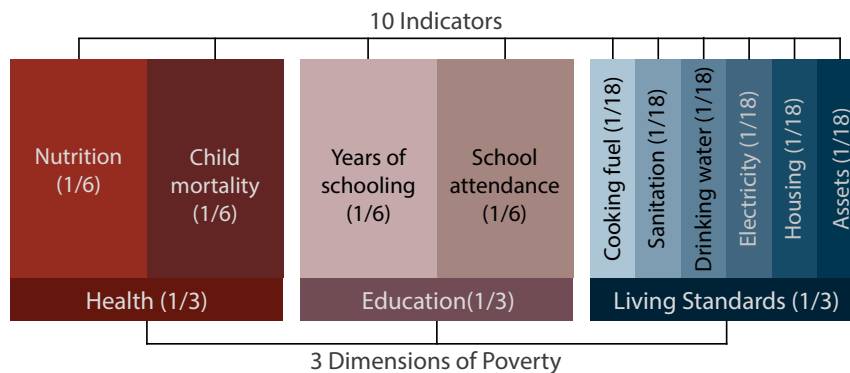 10 Indicators
Nutrition
(1/6)
Child
mortality
(1/6)
Years of
schooling
(1/6)
School
attendance
(1/6)
Cooking fuel (1/18)
Sanitation (1/18)
Drinking water (1/18)
Electricity (1/18)
Housing (1/18)
Assets (1/18)
Health (1/3)
Education(1/3)
Living Standards (1/3)
3 Dimensions of Poverty